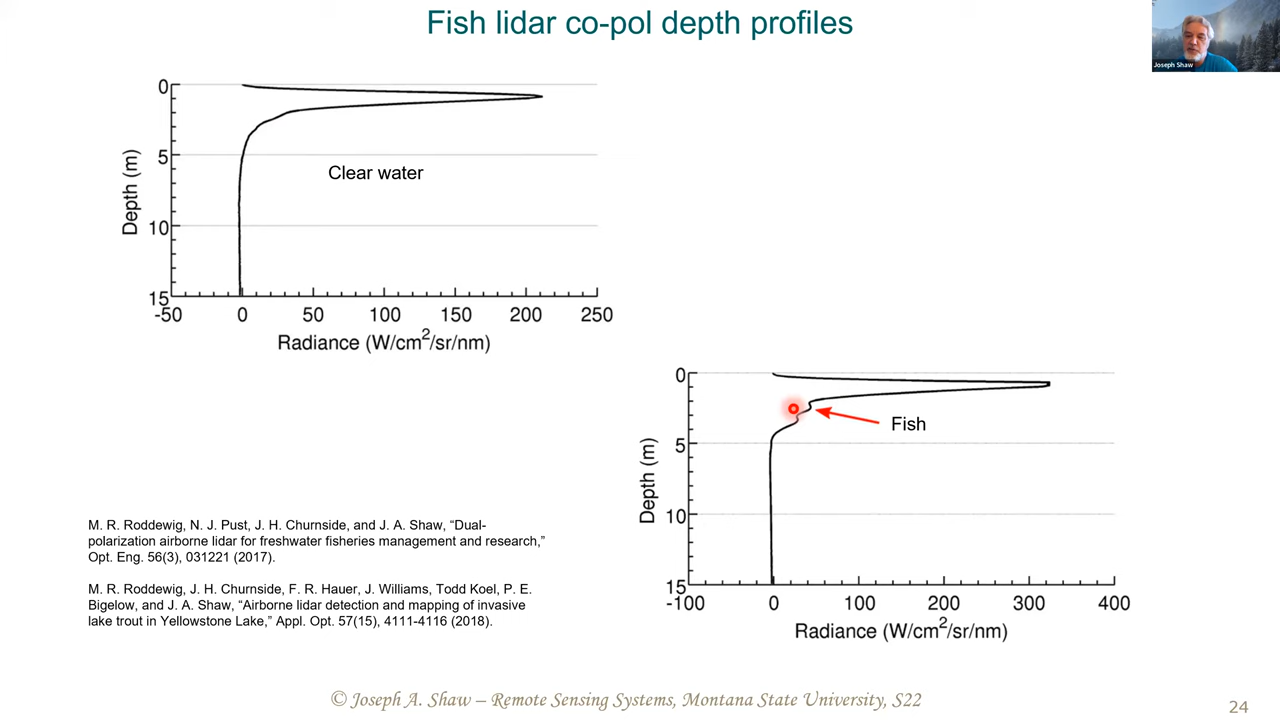 Fish lidar co-pol depth profiles
Joseph Shaw
0
5
10
15
Depth (m)
Clear water
-50 0 50 100 150 200 250
Radiance (W/cm2/sr/nm)
0
5
10
15
Depth (m)
Fish
-100 0 100 200 300 400
Radiance (W/cm2/sr/nm)
M. R. Roddewig, N. J. Pust, J. H. Churnside, and J. A. Shaw, “Dual-
polarization airborne lidar for freshwater fisheries management and research,”
Opt. Eng. 56(3), 031221 (2017).
M. R. Roddewig, J. H. Churnside, F. R. Hauer, J. Williams, Todd Koel, P. E.
Bigelow, and J. A. Shaw, “Airborne lidar detection and mapping of invasive
lake trout in Yellowstone Lake,” Appl. Opt. 57(15), 4111-4116 (2018).
© Joseph A. Shaw – Remote Sensing Systems, Montana State University, S22
24